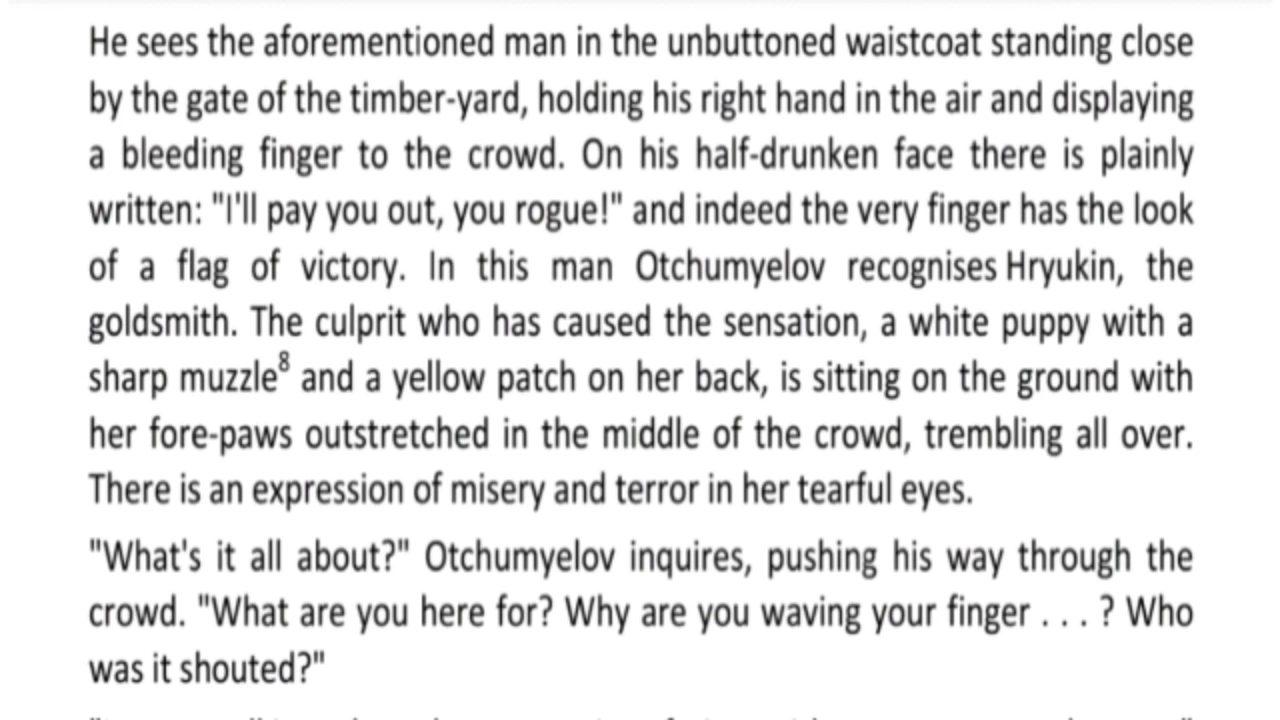 He sees the aforementioned man in the unbuttoned waistcoat standing close
by the gate of the timber-yard, holding his right hand in the air and displaying
a bleeding finger to the crowd. On his half-drunken face there is plainly
written: "I'll pay you out, you rogue!" and indeed the very finger has the look
of a flag of victory. In this man Otchumyelov recognises Hryukin, the
goldsmith. The culprit who has caused the sensation, a white puppy with a
sharp muzzle⁸ and a yellow patch on her back, is sitting on the ground with
her fore-paws outstretched in the middle of the crowd, trembling all over.
There is an expression of misery and terror in her tearful eyes.
"What's it all about?" Otchumyelov inquires, pushing his way through the
crowd. "What are you here for? Why are you waving your finger . . . ? Who
was it shouted?"